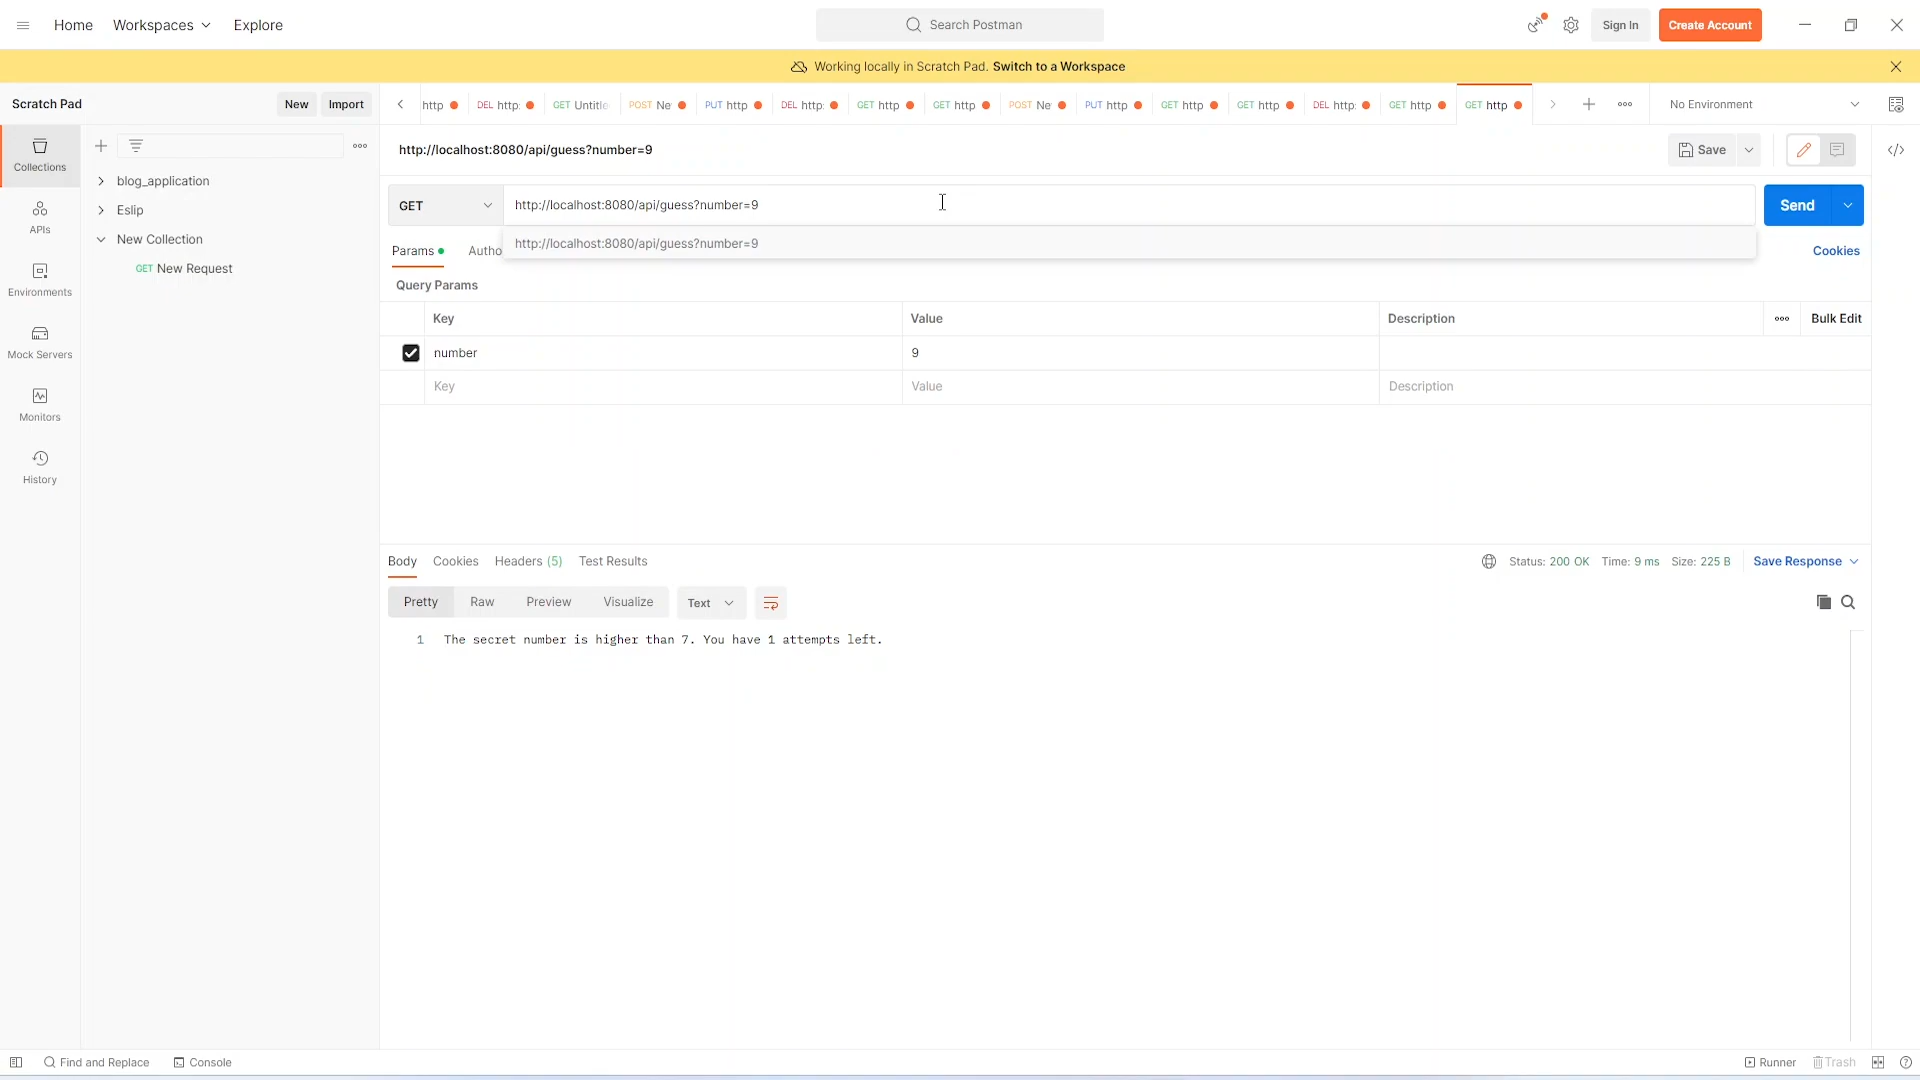 Home Workspaces Explore Search Postman Sign In Create Account
Working locally in Scratch Pad. Switch to a Workspace
Scratch Pad New Import http DEL http: GET Untitle POST Ne PUT http DEL http: GET http GET http POST Ne PUT http GET http GET http DEL http: GET http GET http No Environment
Collections
APIs
Environments
Mock Servers
Monitors
History
blog_application
Eslip
New Collection
GET New Request
http://localhost:8080/api/guess?number=9 Save
GET http://localhost:8080/api/guess?number=9 Send
http://localhost:8080/api/guess?number=9
Params Autho Cookies
Query Params
Key Value Description Bulk Edit
number 9
Key Value Description
Body Cookies Headers (5) Test Results Status: 200 OK Time: 9 ms Size: 225 B Save Response
Pretty Raw Preview Visualize Text
1 The secret number is higher than 7. You have 1 attempts left.
Find and Replace Console Runner Trash